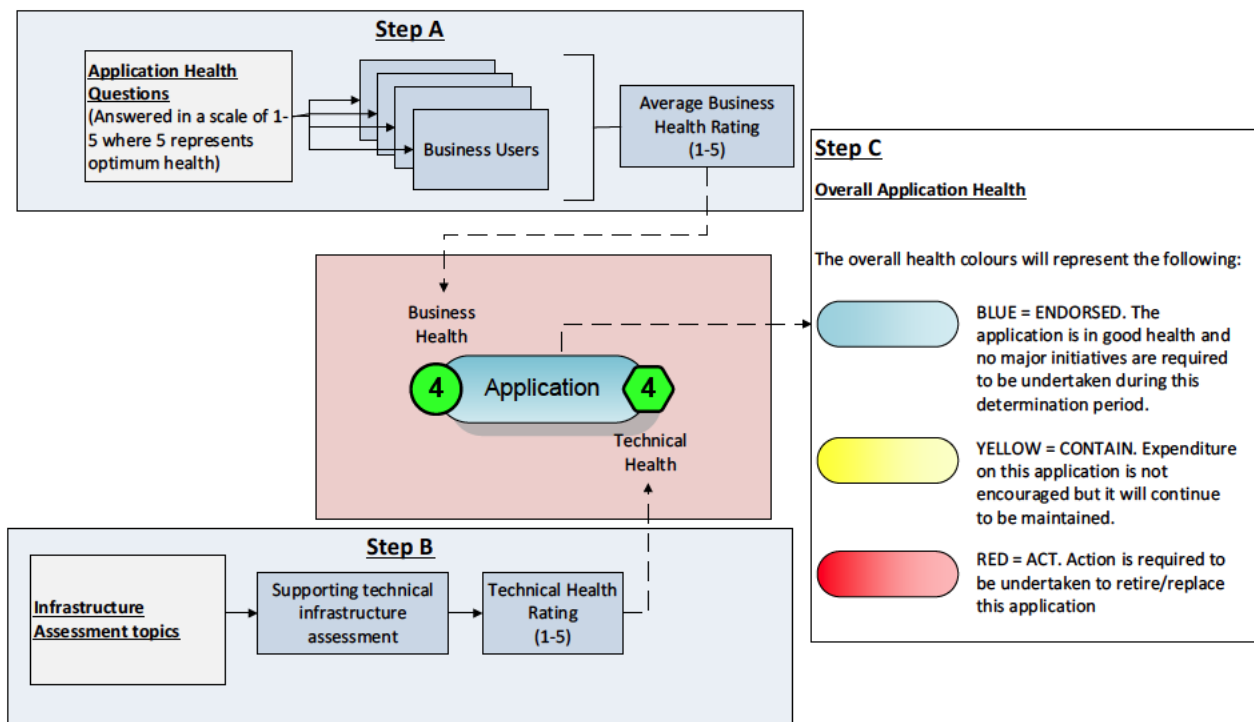 Step A
Application Health
Questions
(Answered in a scale of 1-
5 where 5 represents
optimum health)
Business Users
Average Business
Health Rating
(1-5)
Business
Health
4
Application
4
Technical
Health
Step B
Infrastructure
Assessment topics
Supporting technical
infrastructure
assessment
Technical Health
Rating
(1-5)
Step C
Overall Application Health
The overall health colours will represent the following:
BLUE = ENDORSED. The
application is in good health and
no major initiatives are required
to be undertaken during this
determination period.
YELLOW = CONTAIN. Expenditure
on this application is not
encouraged but it will continue
to be maintained.
RED = ACT. Action is required to
be undertaken to retire/replace
this application